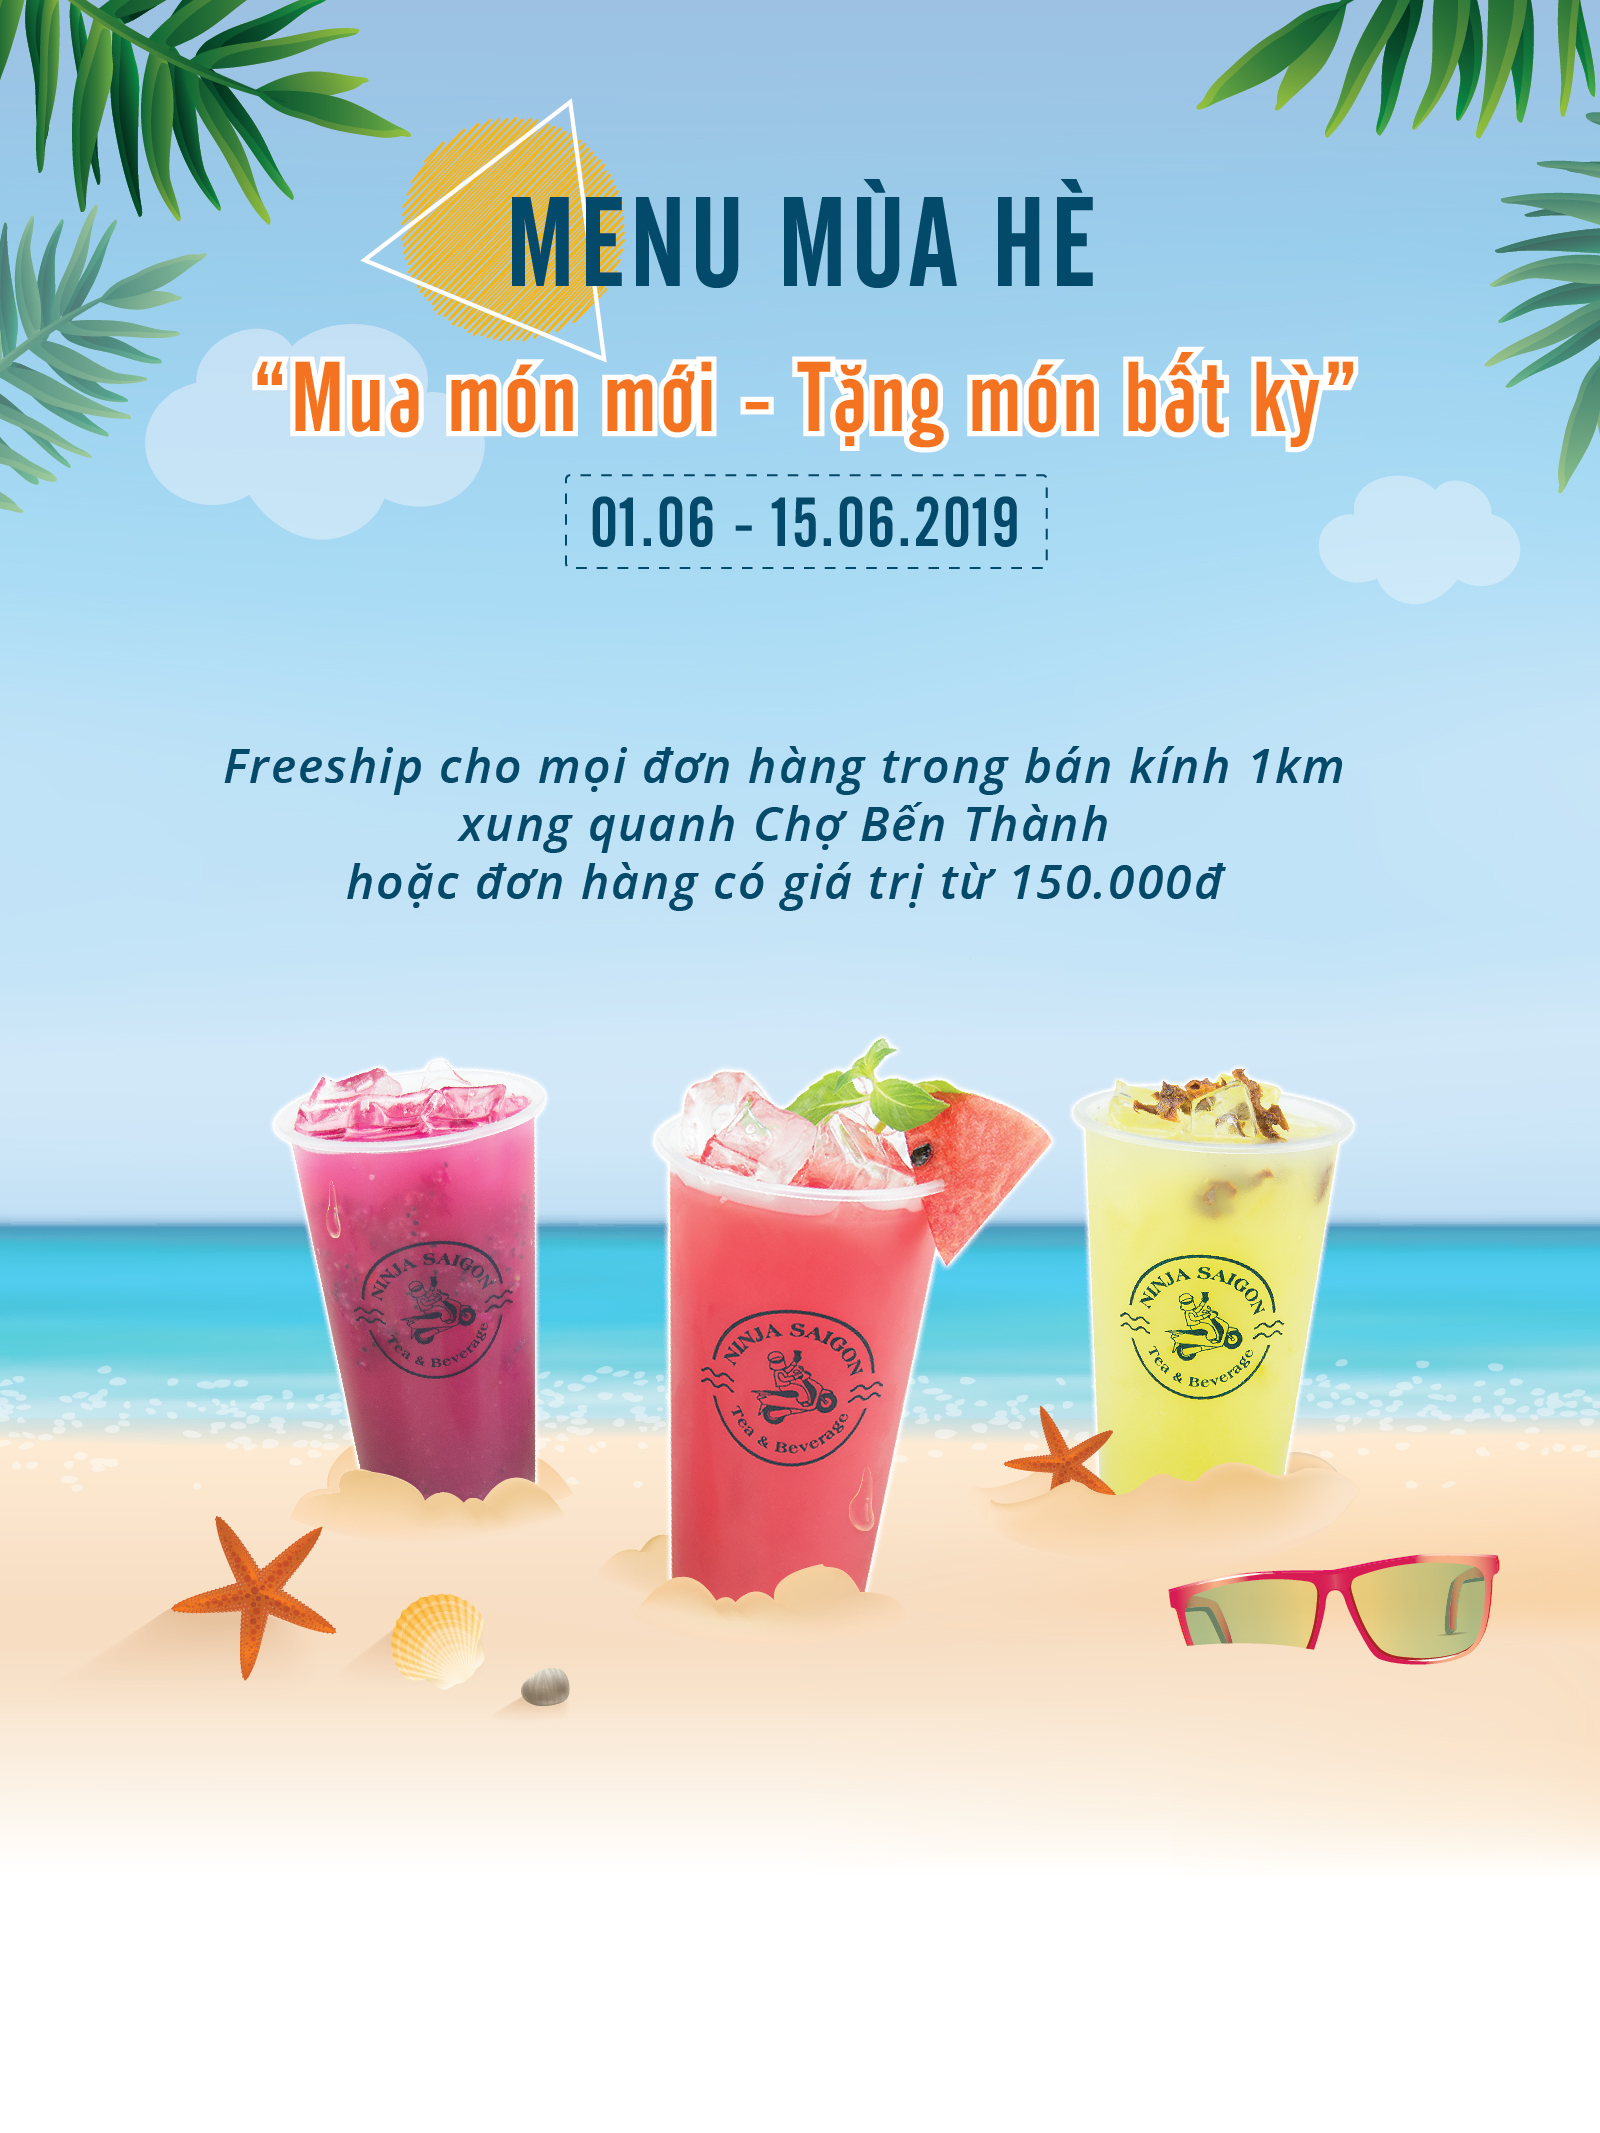 MENU MÙA HÈ
“Mua món mới – Tặng món bất kỳ”
01.06 – 15.06.2019
Freeship cho mọi đơn hàng trong bán kính 1km
xung quanh Chợ Bến Thành
hoặc đơn hàng có giá trị từ 150.000đ
NINJA SAIGON
Tea & Beverage
NINJA SAIGON
Tea & Beverage
NINJA SAIGON
Tea & Beverage